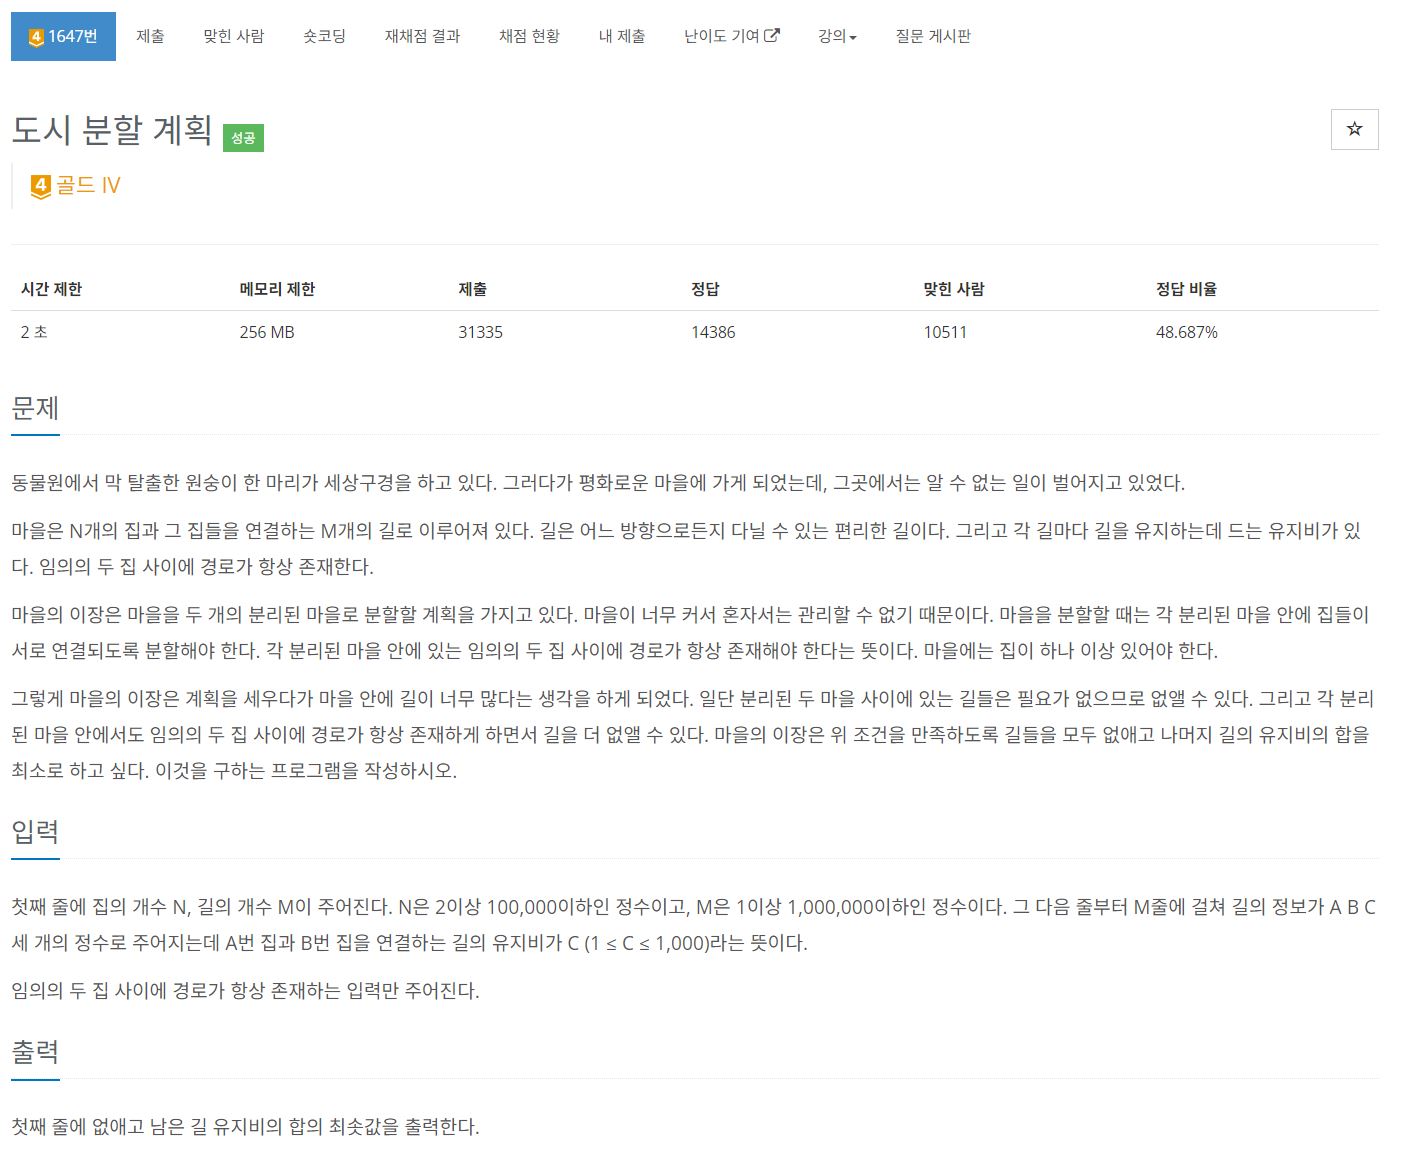 4 1647번 제출 맞힌 사람 숏코딩 재채점 결과 채점 현황 내 제출 난이도 기여 강의 질문 게시판
도시 분할 계획 성공
4 골드 IV
시간 제한 메모리 제한 제출 정답 맞힌 사람 정답 비율
2 초 256 MB 31335 14386 10511 48.687%
문제
동물원에서 막 탈출한 원숭이 한 마리가 세상구경을 하고 있다. 그러다가 평화로운 마을에 가게 되었는데, 그곳에서는 알 수 없는 일이 벌어지고 있었다.
마을은 N개의 집과 그 집들을 연결하는 M개의 길로 이루어져 있다. 길은 어느 방향으로든지 다닐 수 있는 편리한 길이다. 그리고 각 길마다 길을 유지하는데 드는 유지비가 있
다. 임의의 두 집 사이에 경로가 항상 존재한다.
마을의 이장은 마을을 두 개의 분리된 마을로 분할할 계획을 가지고 있다. 마을이 너무 커서 혼자서는 관리할 수 없기 때문이다. 마을을 분할할 때는 각 분리된 마을 안에 집들이
서로 연결되도록 분할해야 한다. 각 분리된 마을 안에 있는 임의의 두 집 사이에 경로가 항상 존재해야 한다는 뜻이다. 마을에는 집이 하나 이상 있어야 한다.
그렇게 마을의 이장은 계획을 세우다가 마을 안에 길이 너무 많다는 생각을 하게 되었다. 일단 분리된 두 마을 사이에 있는 길들은 필요가 없으므로 없앨 수 있다. 그리고 각 분리
된 마을 안에서도 임의의 두 집 사이에 경로가 항상 존재하게 하면서 길을 더 없앨 수 있다. 마을의 이장은 위 조건을 만족하도록 길들을 모두 없애고 나머지 길의 유지비의 합을
최소로 하고 싶다. 이것을 구하는 프로그램을 작성하시오.
입력
첫째 줄에 집의 개수 N, 길의 개수 M이 주어진다. N은 2이상 100,000이하인 정수이고, M은 1이상 1,000,000이하인 정수이다. 그 다음 줄부터 M줄에 걸쳐 길의 정보가 A B C
세 개의 정수로 주어지는데 A번 집과 B번 집을 연결하는 길의 유지비가 C (1 ≤ C ≤ 1,000)라는 뜻이다.
임의의 두 집 사이에 경로가 항상 존재하는 입력만 주어진다.
출력
첫째 줄에 없애고 남은 길 유지비의 합의 최솟값을 출력한다.